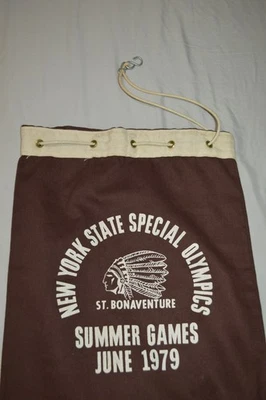 NEW YORK STATE SPECIAL OLYMPICS
ST. BONAVENTURE
SUMMER GAMES
JUNE 1979